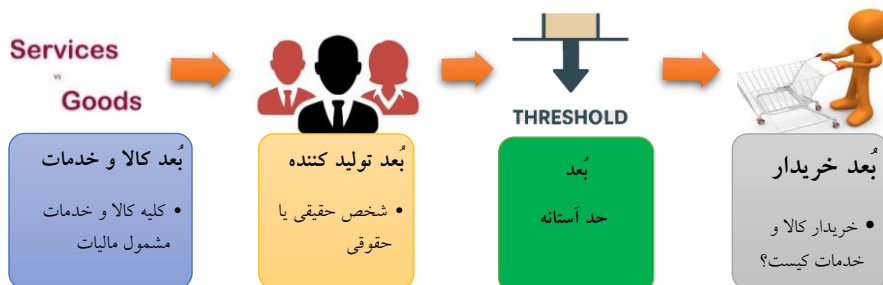 Services
vs
Goods
THRESHOLD
بُعد کالا و خدمات
• کلیه کالا و خدمات
مشمول مالیات
بُعد تولید کننده
• شخص حقیقی یا
حقوقی
بُعد
حد آستانه
بُعد خریدار
• خریدار کالا و
خدمات کیست؟